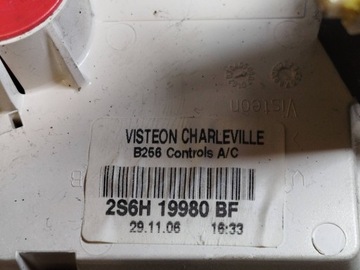 Visteon
VISTEON CHARLEVILLE
B256 Controls A/C
2S6H 19980 BF
29.11.06 16:33